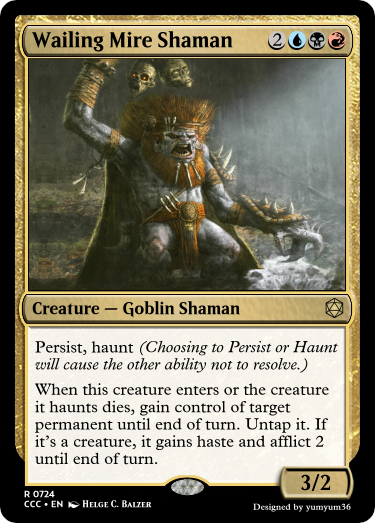 Wailing Mire Shaman 2
Creature — Goblin Shaman
Persist, haunt (Choosing to Persist or Haunt
will cause the other ability not to resolve.)
When this creature enters or the creature
it haunts dies, gain control of target
permanent until end of turn. Untap it. If
it's a creature, it gains haste and afflict 2
until end of turn.
3/2
R 0724
CCC • EN HELGE C. BALZER
Designed by yumyum36